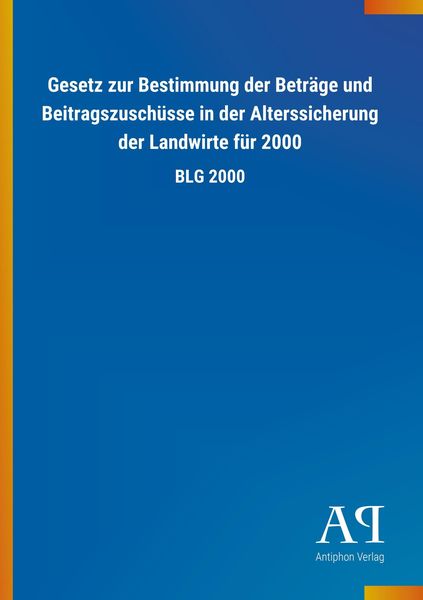 Gesetz zur Bestimmung der Beträge und
Beitragszuschüsse in der Alterssicherung
der Landwirte für 2000
BLG 2000
AP
Antiphon Verlag